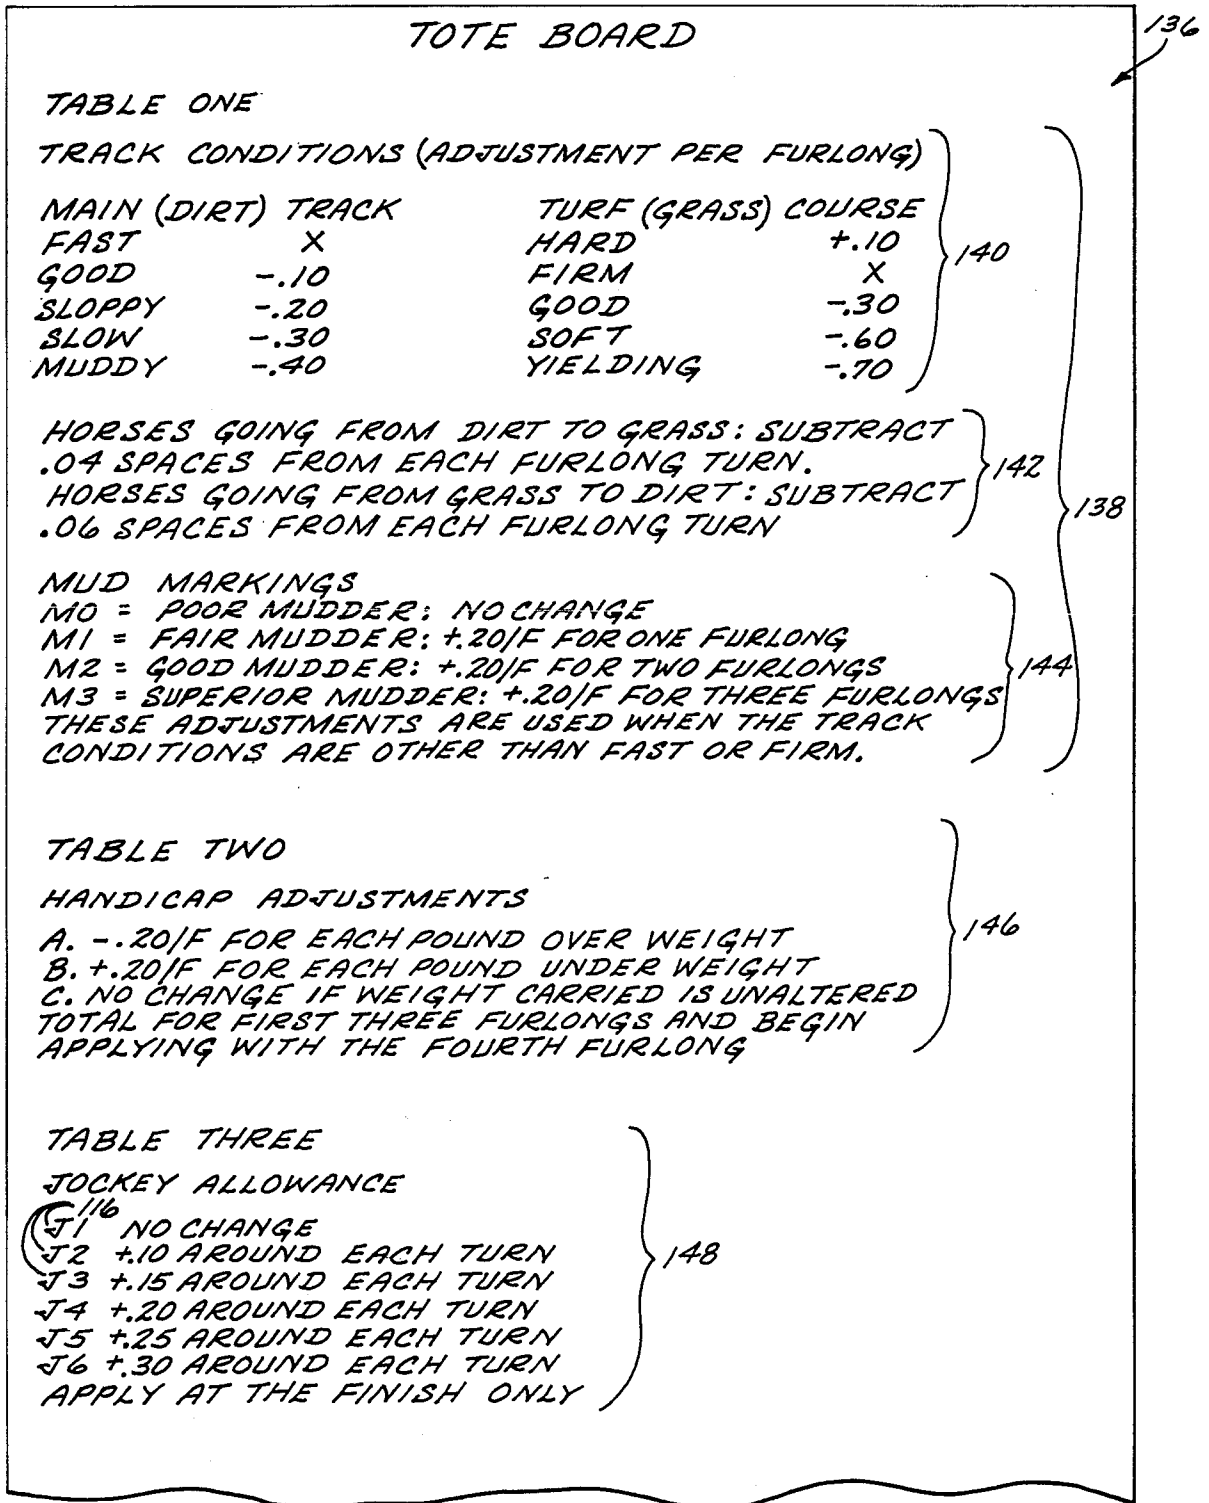 TOTE BOARD
136
TABLE ONE
TRACK CONDITIONS (ADJUSTMENT PER FURLONG)
MAIN (DIRT) TRACK TURF (GRASS) COURSE
FAST X HARD +.10
GOOD -.10 FIRM X
SLOPPY -.20 GOOD -.30
SLOW -.30 SOFT -.60
MUDDY -.40 YIELDING -.70
140
HORSES GOING FROM DIRT TO GRASS: SUBTRACT
.04 SPACES FROM EACH FURLONG TURN.
HORSES GOING FROM GRASS TO DIRT: SUBTRACT
.06 SPACES FROM EACH FURLONG TURN
142
138
MUD MARKINGS
M0 = POOR MUDDER: NO CHANGE
M1 = FAIR MUDDER: +.20/F FOR ONE FURLONG
M2 = GOOD MUDDER: +.20/F FOR TWO FURLONGS
M3 = SUPERIOR MUDDER: +.20/F FOR THREE FURLONGS
THESE ADJUSTMENTS ARE USED WHEN THE TRACK
CONDITIONS ARE OTHER THAN FAST OR FIRM.
144
TABLE TWO
HANDICAP ADJUSTMENTS
A. -.20/F FOR EACH POUND OVER WEIGHT
B. +.20/F FOR EACH POUND UNDER WEIGHT
C. NO CHANGE IF WEIGHT CARRIED IS UNALTERED
TOTAL FOR FIRST THREE FURLONGS AND BEGIN
APPLYING WITH THE FOURTH FURLONG
146
TABLE THREE
JOCKEY ALLOWANCE
116
J1 NO CHANGE
J2 +.10 AROUND EACH TURN
J3 +.15 AROUND EACH TURN
J4 +.20 AROUND EACH TURN
J5 +.25 AROUND EACH TURN
J6 +.30 AROUND EACH TURN
APPLY AT THE FINISH ONLY
148